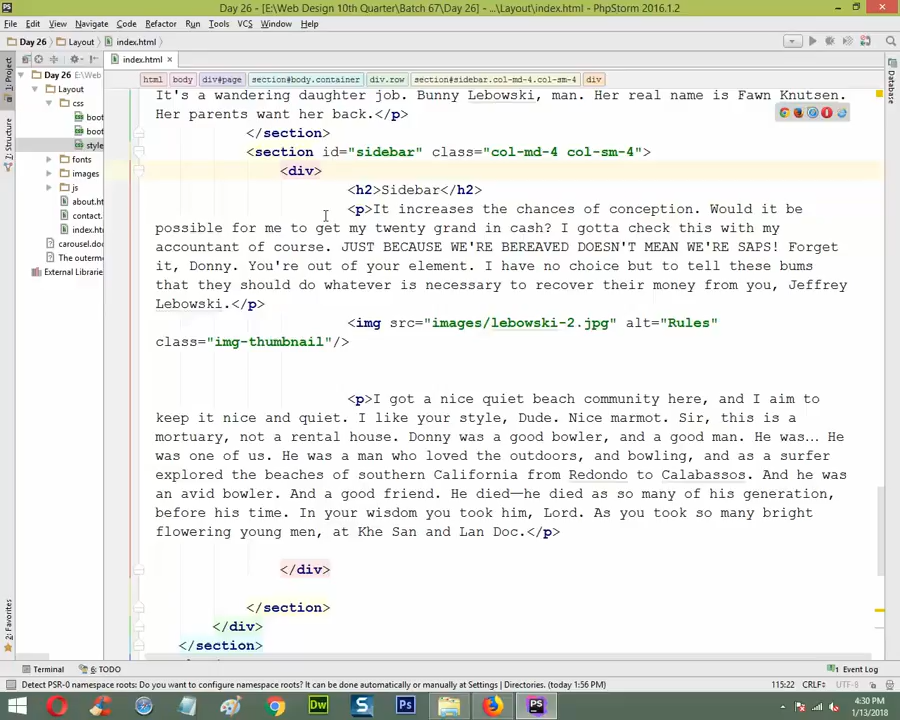 Day 26 - [E:\Web Design 10th Quarter\Batch 67\Day 26] - ...\Layout\index.html - PhpStorm 2016.1.2
File Edit View Navigate Code Refactor Run Tools VCS Window Help
Day 26 Layout index.html
index.html
html body div#page section#body.container div.row section#sidebar.col-md-4.col-sm-4 div
1: Project
Day 26 E:\Web
Layout
css
boot
boot
style
fonts
images
js
about.ht
contact.
index.ht
carousel.doc
The outerm
External Libraries
7: Structure
2: Favorites
Database
It's a wandering daughter job. Bunny Lebowski, man. Her real name is Fawn Knutsen.
Her parents want her back.</p>
</section>
<section id="sidebar" class="col-md-4 col-sm-4">
<div>
<h2>Sidebar</h2>
<p>It increases the chances of conception. Would it be
possible for me to get my twenty grand in cash? I gotta check this with my
accountant of course. JUST BECAUSE WE'RE BEREAVED DOESN'T MEAN WE'RE SAPS! Forget
it, Donny. You're out of your element. I have no choice but to tell these bums
that they should do whatever is necessary to recover their money from you, Jeffrey
Lebowski.</p>
<img src="images/lebowski-2.jpg" alt="Rules"
class="img-thumbnail"/>
<p>I got a nice quiet beach community here, and I aim to
keep it nice and quiet. I like your style, Dude. Nice marmot. Sir, this is a
mortuary, not a rental house. Donny was a good bowler, and a good man. He was… He
was one of us. He was a man who loved the outdoors, and bowling, and as a surfer
explored the beaches of southern California from Redondo to Calabassos. And he was
an avid bowler. And a good friend. He died—he died as so many of his generation,
before his time. In your wisdom you took him, Lord. As you took so many bright
flowering young men, at Khe San and Lan Doc.</p>
</div>
</section>
</div>
</section>
Terminal 6: TODO 1 Event Log
Detect PSR-0 namespace roots: Do you want to configure namespace roots? It can be done automatically or manually at Settings | Directories. (today 1:56 PM) 115:22 CRLF÷ UTF-8
Dw S Ps PS 4:30 PM
1/13/2018